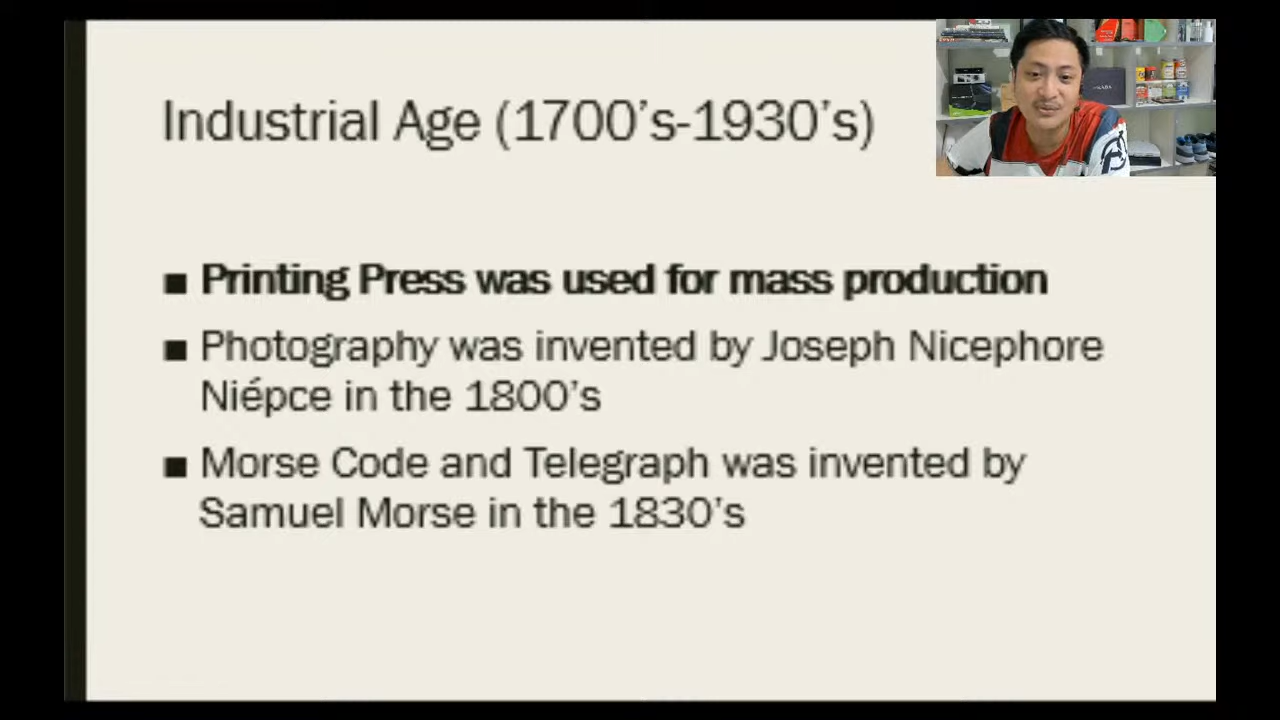 Industrial Age (1700's-1930's)
■ Printing Press was used for mass production
■ Photography was invented by Joseph Nicephore
Niépce in the 1800's
■ Morse Code and Telegraph was invented by
Samuel Morse in the 1830's